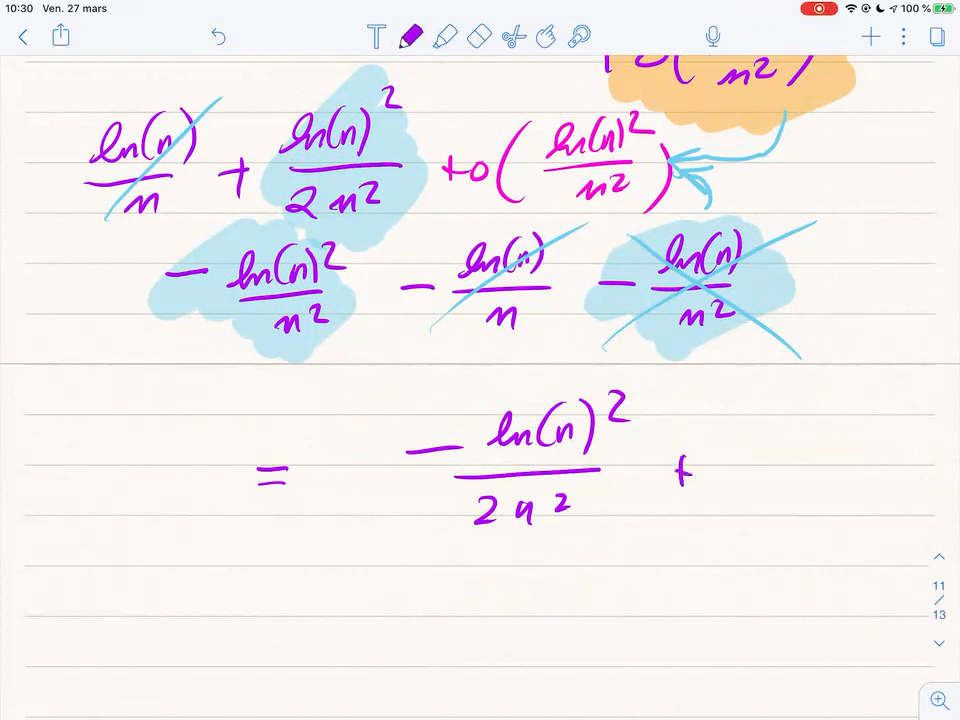 10:30 Ven. 27 mars 100 %
+ o( / n²)
ln(n)/n + ln(n)²/2n² + o(ln(n)²/n²)
− ln(n)²/n² − ln(n)/n − ln(n)/n²
= − ln(n)²/2n² +
11
/
13